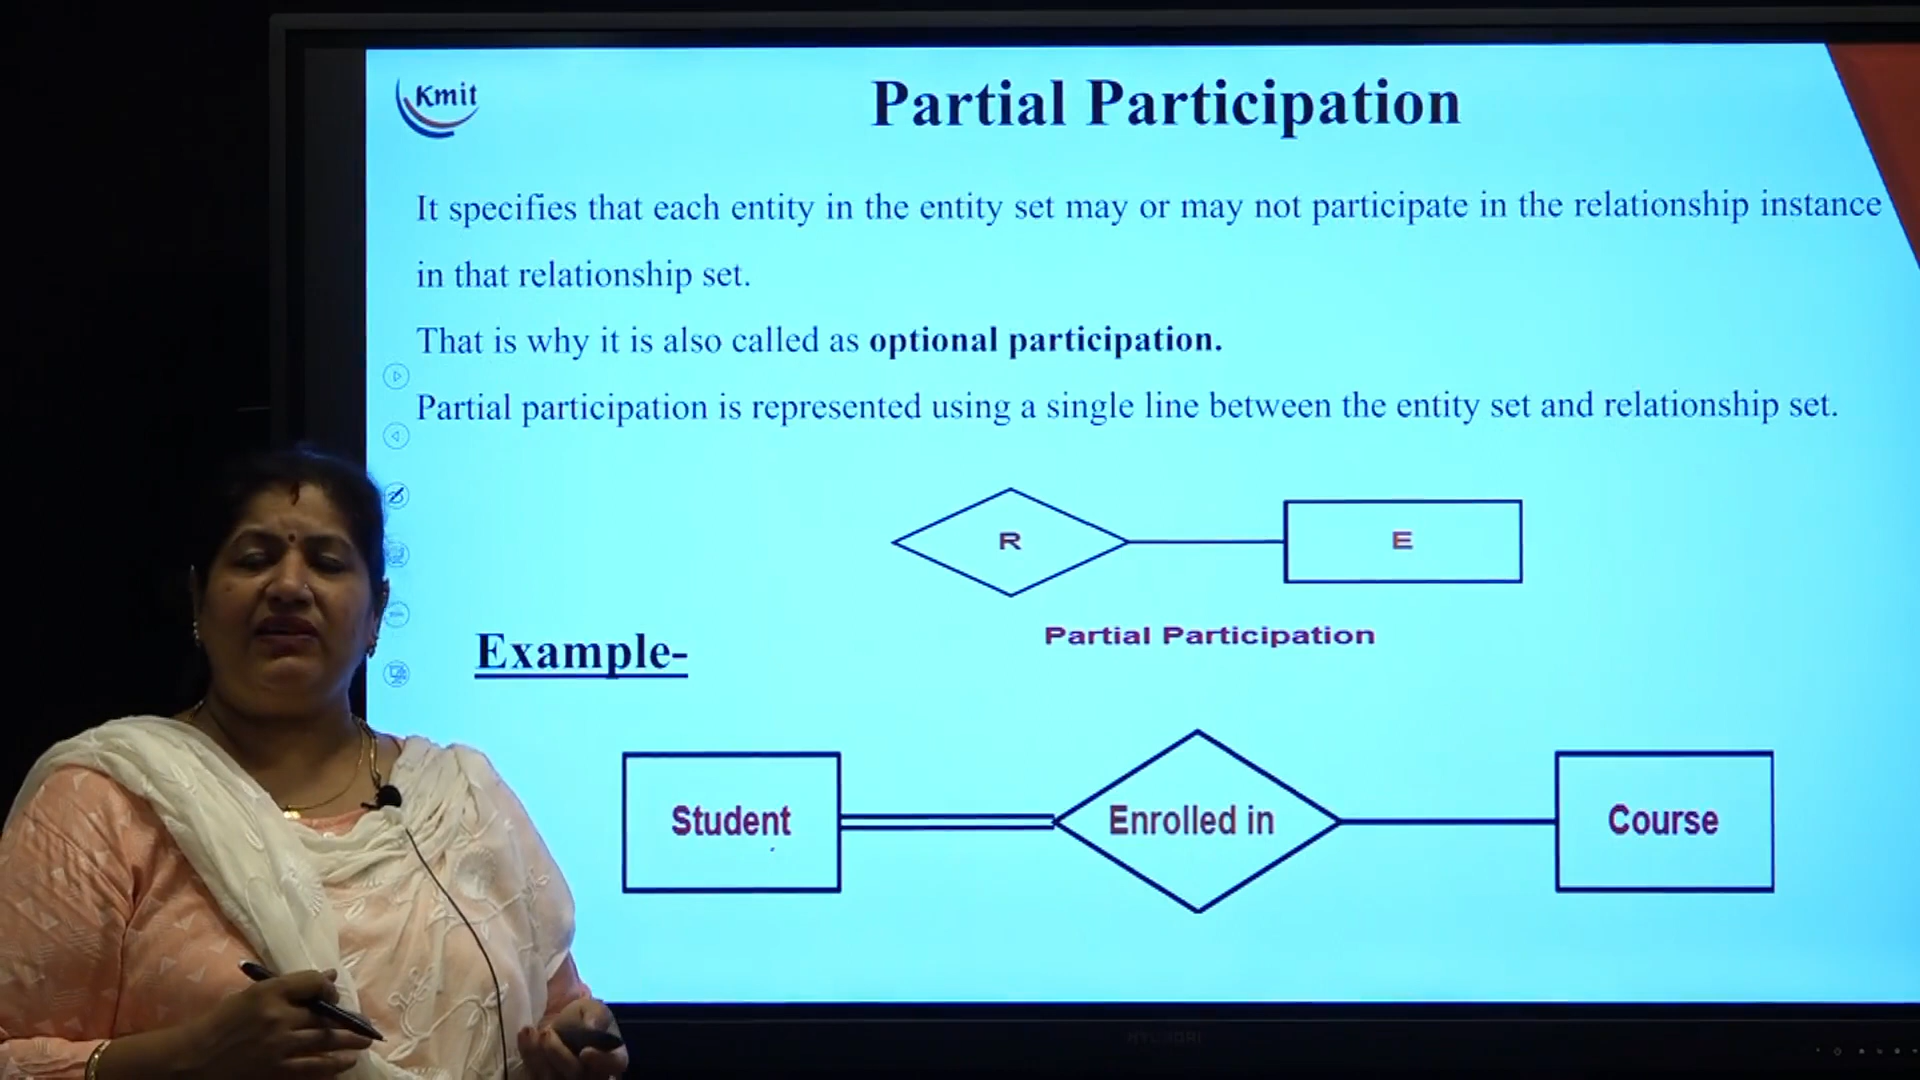 Kmit
Partial Participation
It specifies that each entity in the entity set may or may not participate in the relationship instance
in that relationship set.
That is why it is also called as optional participation.
Partial participation is represented using a single line between the entity set and relationship set.
R
E
Partial Participation
Example-
Student
Enrolled in
Course
HYUNDAI